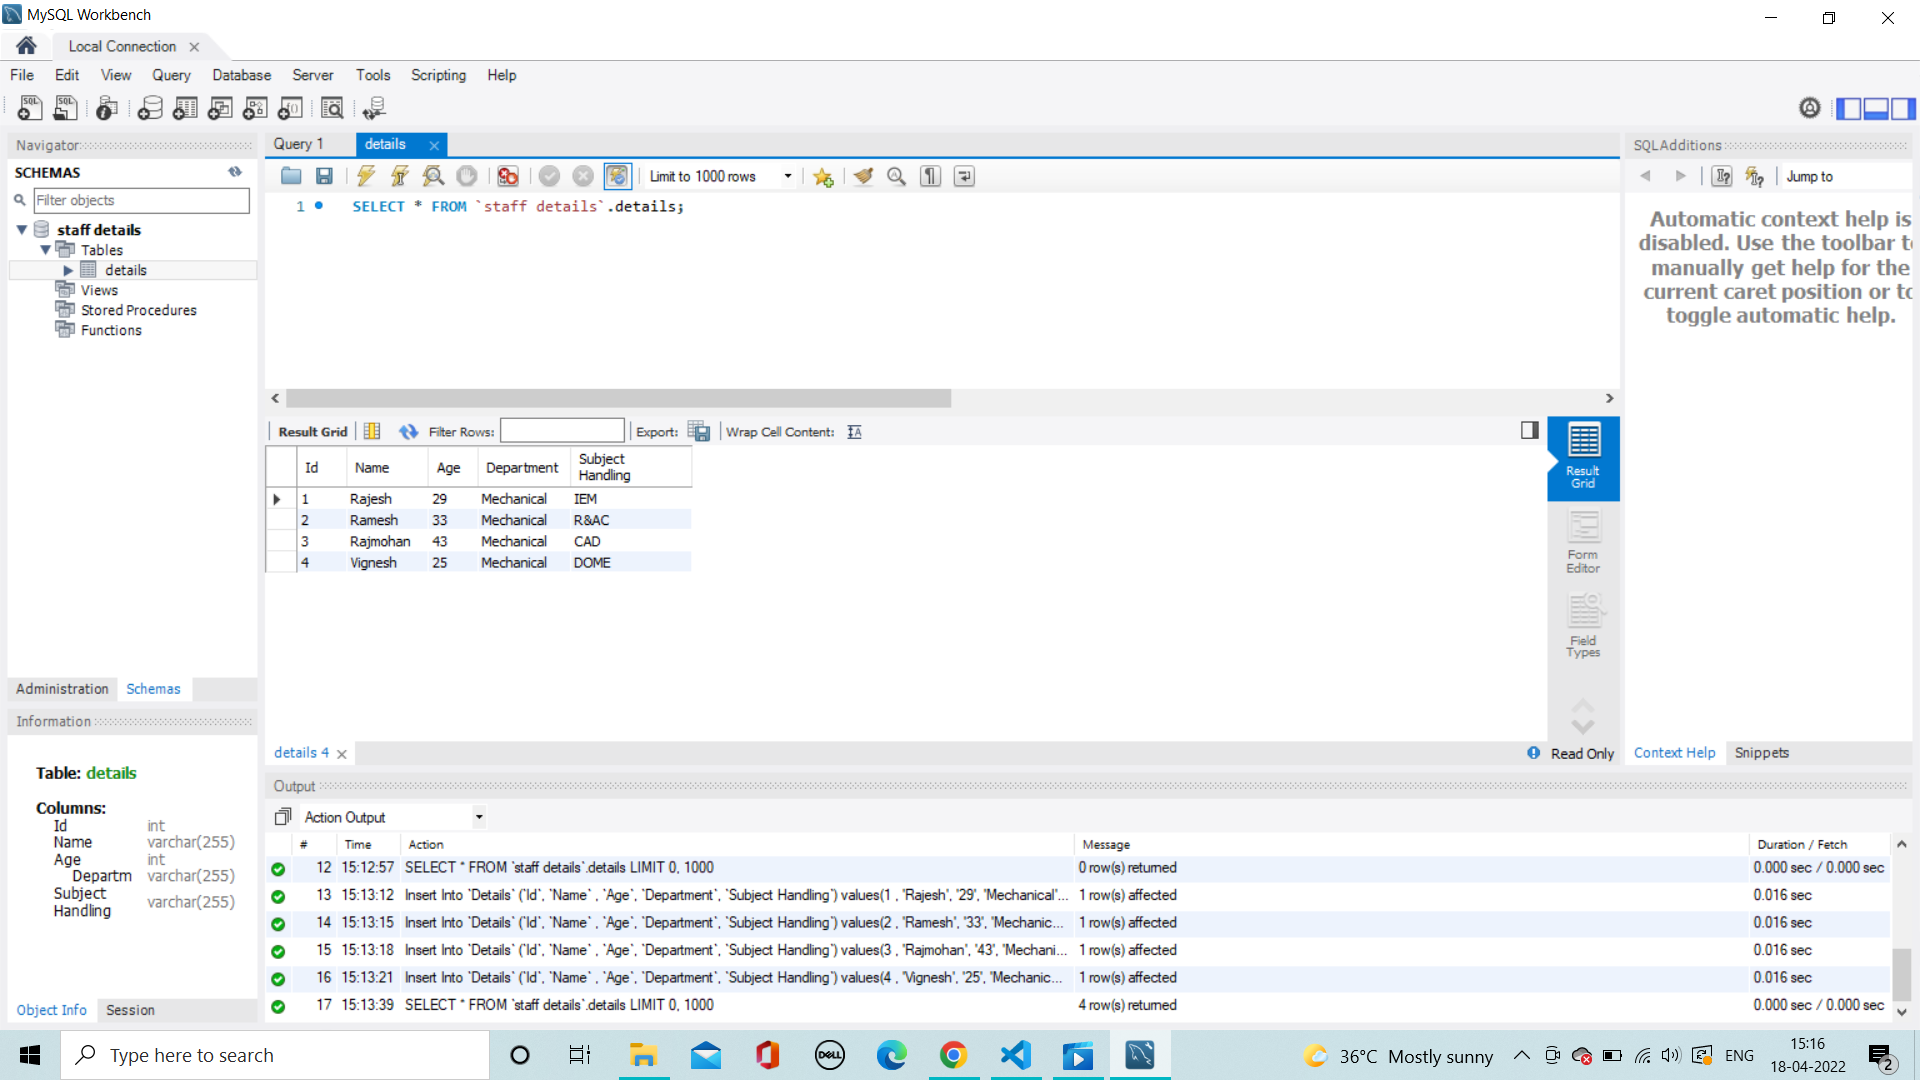 MySQL Workbench
Local Connection
File Edit View Query Database Server Tools Scripting Help
Navigator
SCHEMAS
Filter objects
staff details
Tables
details
Views
Stored Procedures
Functions
Administration Schemas
Information
Table: details
Columns:
Id int
Name varchar(255)
Age int
Departm varchar(255)
Subject
Handling varchar(255)
Object Info Session
Query 1 details
Limit to 1000 rows
1 SELECT * FROM `staff details`.details;
Result Grid Filter Rows: Export: Wrap Cell Content:
Id Name Age Department Subject Handling
1 Rajesh 29 Mechanical IEM
2 Ramesh 33 Mechanical R&AC
3 Rajmohan 43 Mechanical CAD
4 Vignesh 25 Mechanical DOME
Result
Grid
Form
Editor
Field
Types
details 4
Read Only
SQLAdditions
Jump to
Automatic context help is
disabled. Use the toolbar t
manually get help for the
current caret position or to
toggle automatic help.
Context Help Snippets
Output
Action Output
# Time Action Message Duration / Fetch
12 15:12:57 SELECT * FROM `staff details`.details LIMIT 0, 1000 0 row(s) returned 0.000 sec / 0.000 sec
13 15:13:12 Insert Into `Details` (`Id`, `Name` , `Age`, `Department`, `Subject Handling`) values(1 , 'Rajesh', '29', 'Mechanical'... 1 row(s) affected 0.016 sec
14 15:13:15 Insert Into `Details` (`Id`, `Name` , `Age`, `Department`, `Subject Handling`) values(2 , 'Ramesh', '33', 'Mechanic... 1 row(s) affected 0.016 sec
15 15:13:18 Insert Into `Details` (`Id`, `Name` , `Age`, `Department`, `Subject Handling`) values(3 , 'Rajmohan', '43', 'Mechani... 1 row(s) affected 0.016 sec
16 15:13:21 Insert Into `Details` (`Id`, `Name` , `Age`, `Department`, `Subject Handling`) values(4 , 'Vignesh', '25', 'Mechanic... 1 row(s) affected 0.016 sec
17 15:13:39 SELECT * FROM `staff details`.details LIMIT 0, 1000 4 row(s) returned 0.000 sec / 0.000 sec
Type here to search
DELL
36°C Mostly sunny
ENG
15:16
18-04-2022
2